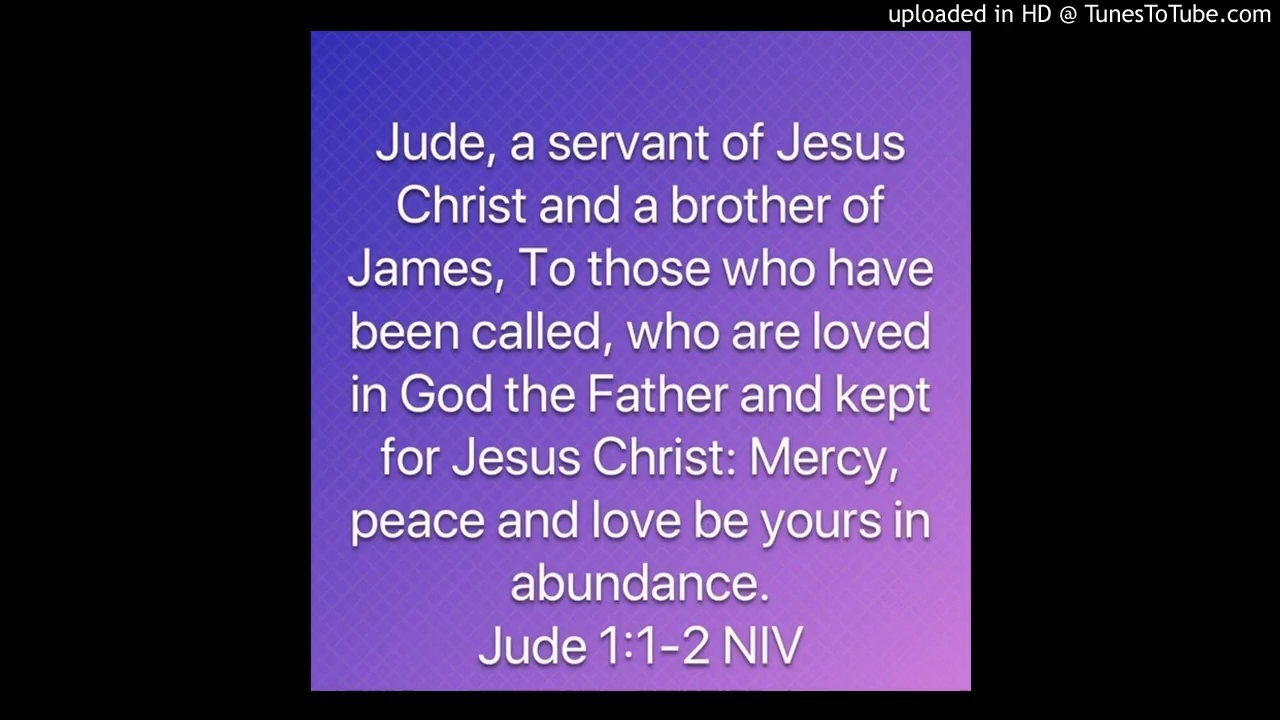 uploaded in HD @ TunesToTube.com
Jude, a servant of Jesus
Christ and a brother of
James, To those who have
been called, who are loved
in God the Father and kept
for Jesus Christ: Mercy,
peace and love be yours in
abundance.
Jude 1:1-2 NIV